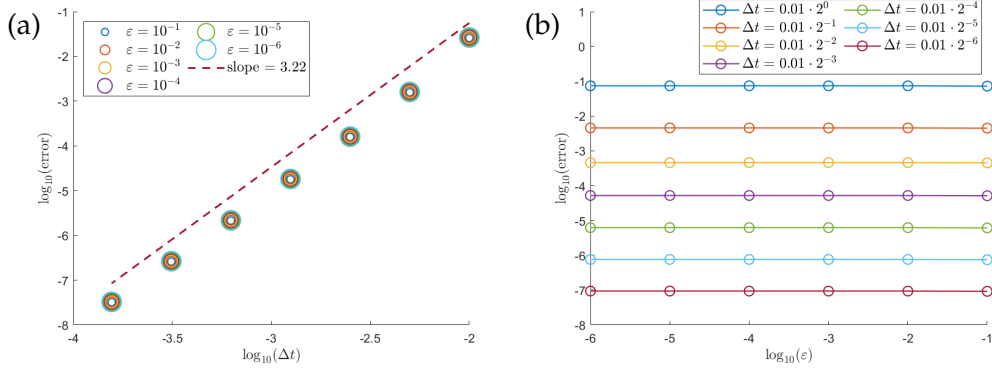 (a)
ε = 10⁻¹
ε = 10⁻²
ε = 10⁻³
ε = 10⁻⁴
ε = 10⁻⁵
ε = 10⁻⁶
slope = 3.22
-1
-2
-3
-4
-5
-6
-7
-8
log₁₀(error)
-4
-3.5
-3
-2.5
-2
log₁₀(Δt)
(b)
Δt = 0.01 · 2⁰
Δt = 0.01 · 2⁻¹
Δt = 0.01 · 2⁻²
Δt = 0.01 · 2⁻³
Δt = 0.01 · 2⁻⁴
Δt = 0.01 · 2⁻⁵
Δt = 0.01 · 2⁻⁶
1
0
-1
-2
-3
-4
-5
-6
-7
-8
log₁₀(error)
-6
-5
-4
-3
-2
-1
log₁₀(ε)